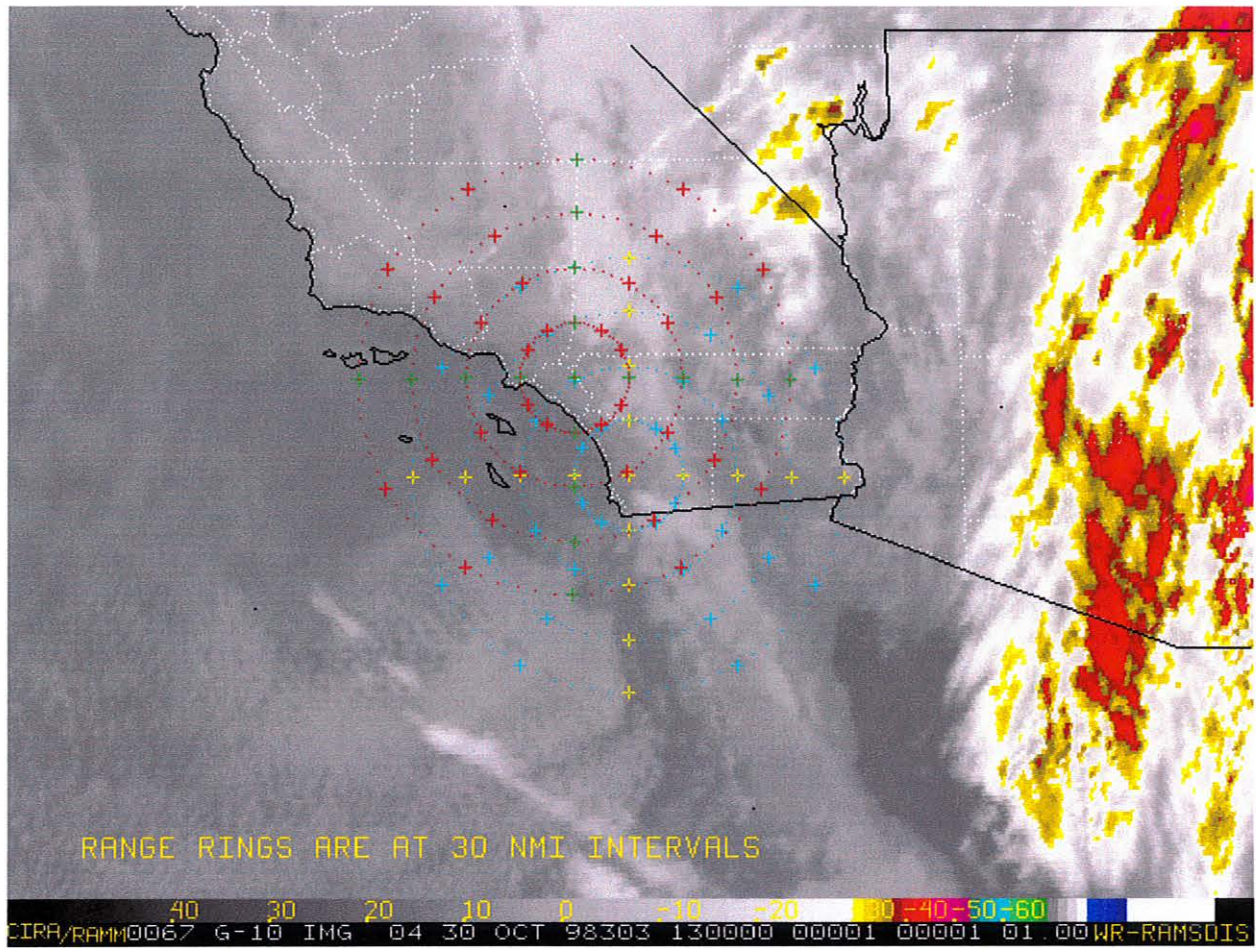 RANGE RINGS ARE AT 30 NMI INTERVALS
40 30 20 10 0 -10 -20 -30 -40 -50 -60
CIRA/RAMM0067 G-10 IMG 04 30 OCT 98303 130000 00001 00001 01.00 WR-RAMSDIS